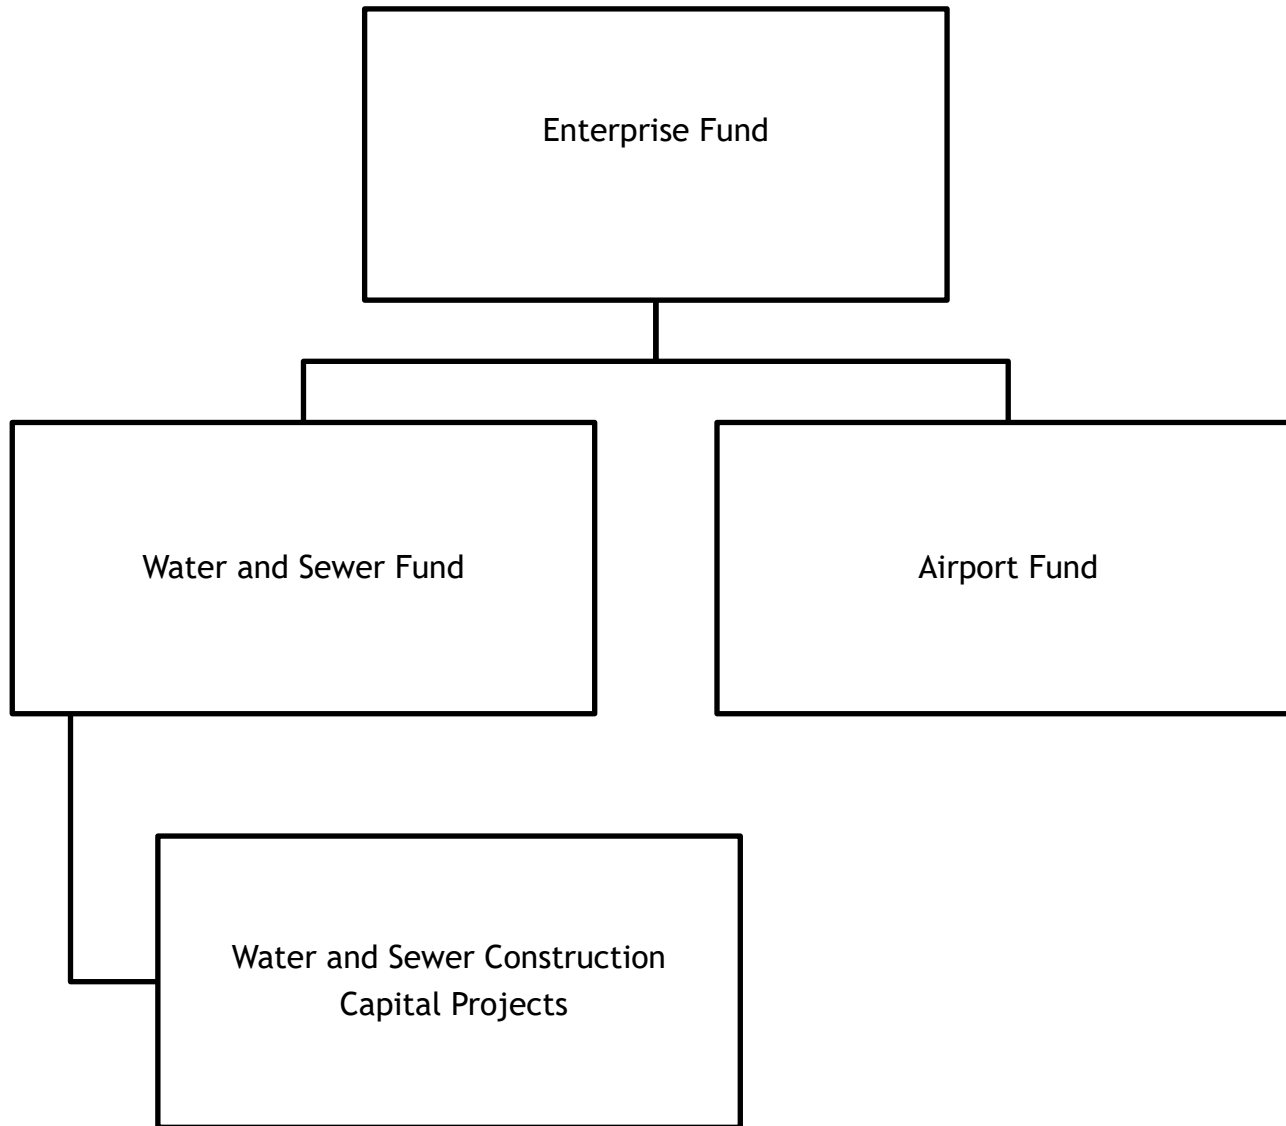 Enterprise Fund
Water and Sewer Fund
Airport Fund
Water and Sewer Construction
Capital Projects